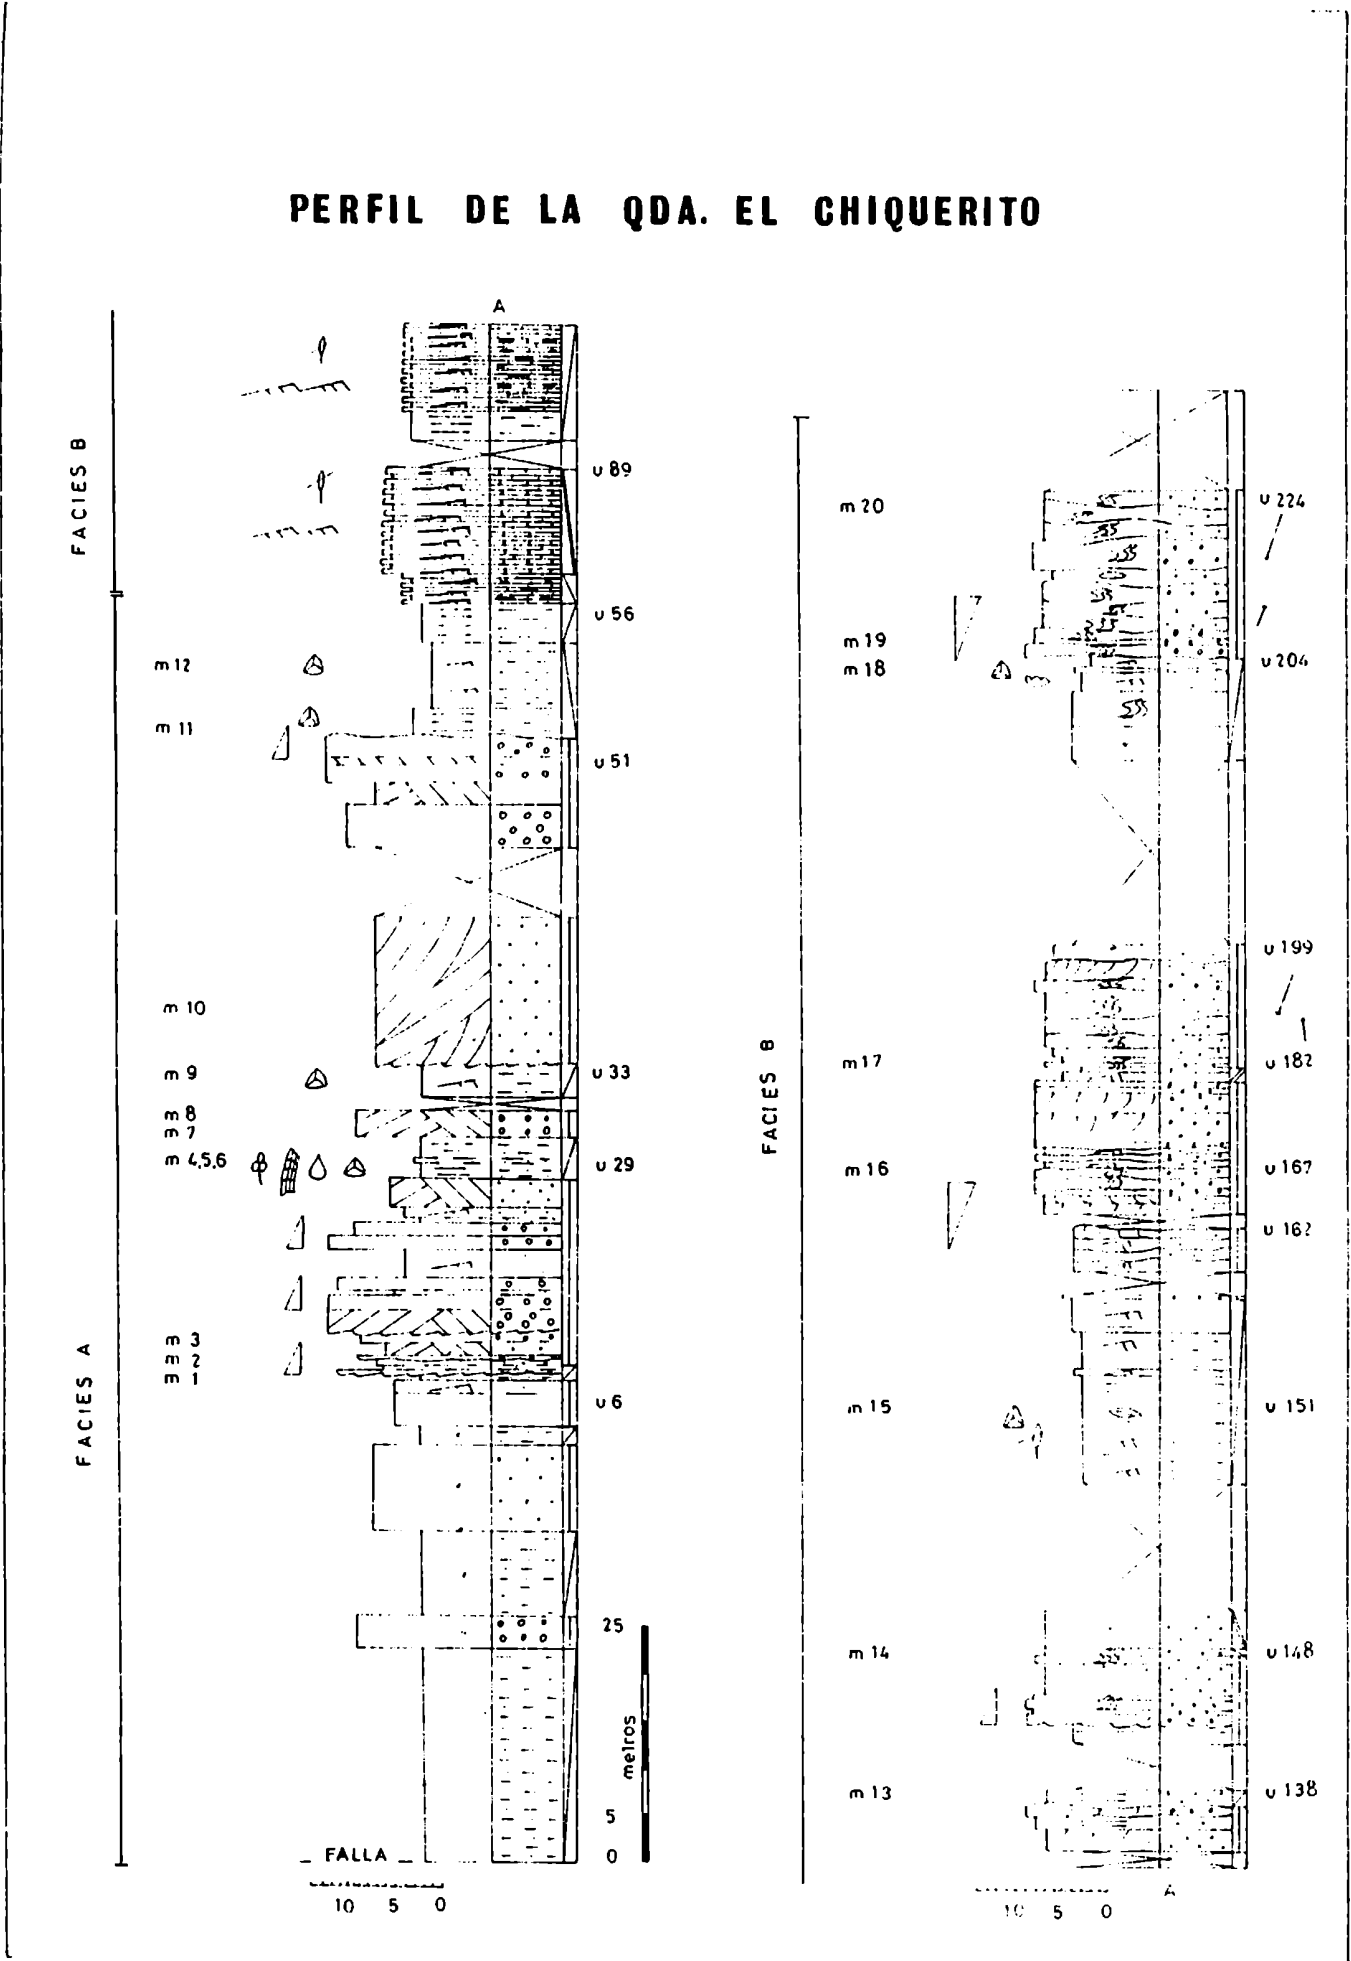 PERFIL DE LA QDA. EL CHIQUERITO
A
FACIES B
u 89
u 56
m 12
m 11
u 51
m 10
m 9
u 33
m 8
m 7
m 4,5,6
u 29
m 3
m 2
m 1
u 6
FACIES A
25
metros
5
0
FALLA
10 5 0
FACIES B
m 20
u 224
m 19
m 18
u 204
u 199
m 17
u 182
m 16
u 167
u 162
m 15
u 151
m 14
u 148
m 13
u 138
A
10 5 0